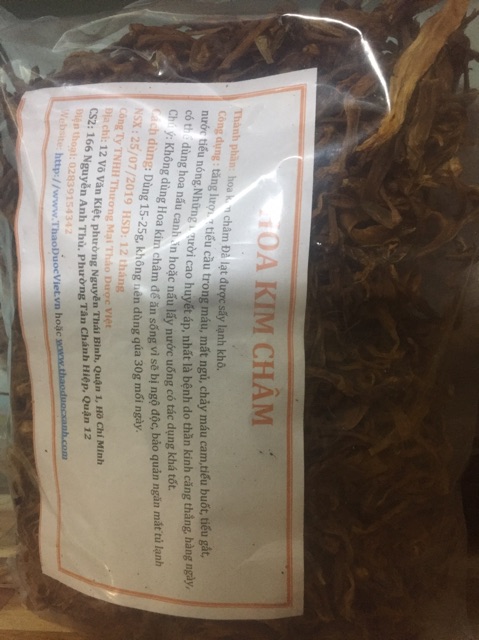 HOA KIM CHÂM
Thành phần: hoa kim châm Đà lạt được sấy lạnh khô.
Công dụng: tăng lượng tiểu cầu trong máu, mất ngủ, chảy máu cam, tiểu buốt, tiểu gắt,
nước tiểu nóng. Những người cao huyết áp, nhất là bệnh do thần kinh căng thẳng, hàng ngày,
có thể dùng hoa nấu canh ăn hoặc nấu lấy nước uống có tác dụng khá tốt.
Chú ý: Không dùng Hoa kim châm để ăn sống vì sẽ bị ngộ độc, bảo quản ngăn mát tủ lạnh
Cách dùng: Dùng 15-25g, không nên dùng qúa 30g mỗi ngày.
NSX: 25/07/2019 HSD: 12 tháng
Công Ty TNHH Thương Mại Thảo Dược Việt
Địa chỉ: 12 Võ Văn Kiệt, phường Nguyễn Thái Bình, Quận 1, Hồ Chí Minh
CS2: 166 Nguyễn Ảnh Thủ, Phường Tân Chánh Hiệp, Quận 12
Điện thoại: 02839154342
Website: http://www.ThaoDuocViet.vn hoặc www.thaoduocxanh.com